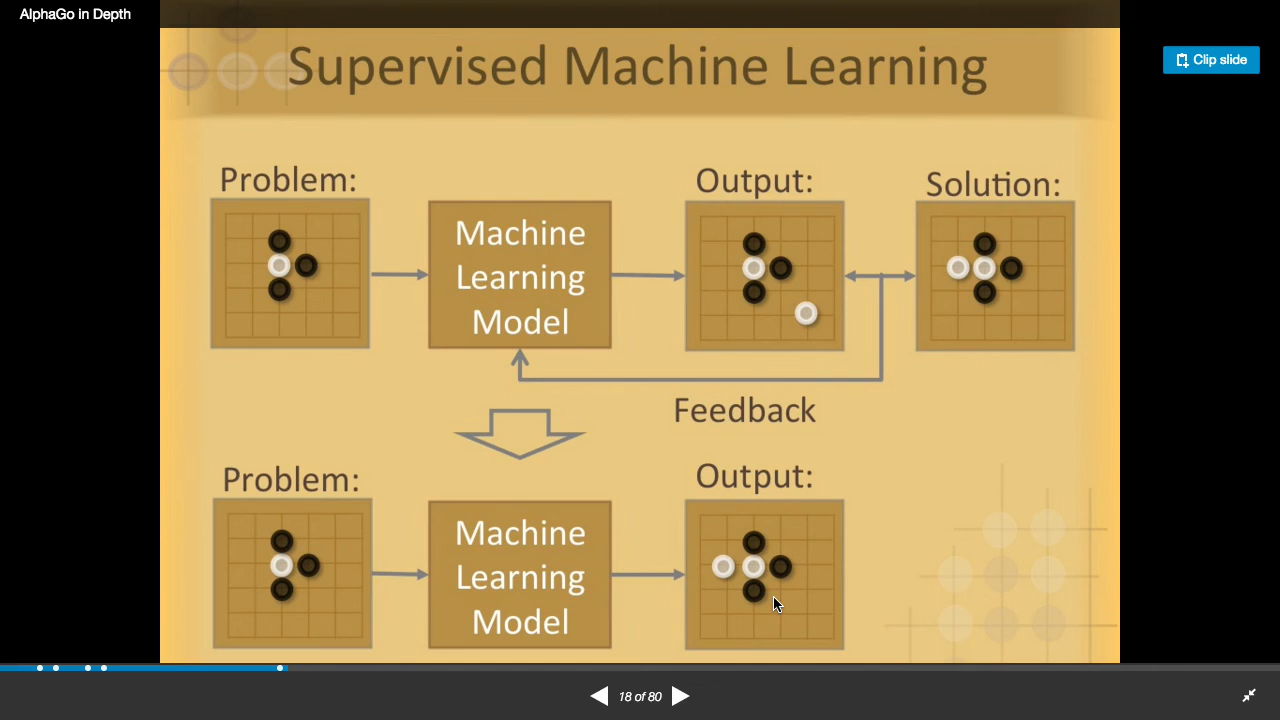 AlphaGo in Depth
Clip slide
Supervised Machine Learning
Problem:
Output:
Solution:
Machine
Learning
Model
Feedback
Problem:
Output:
Machine
Learning
Model
18 of 80